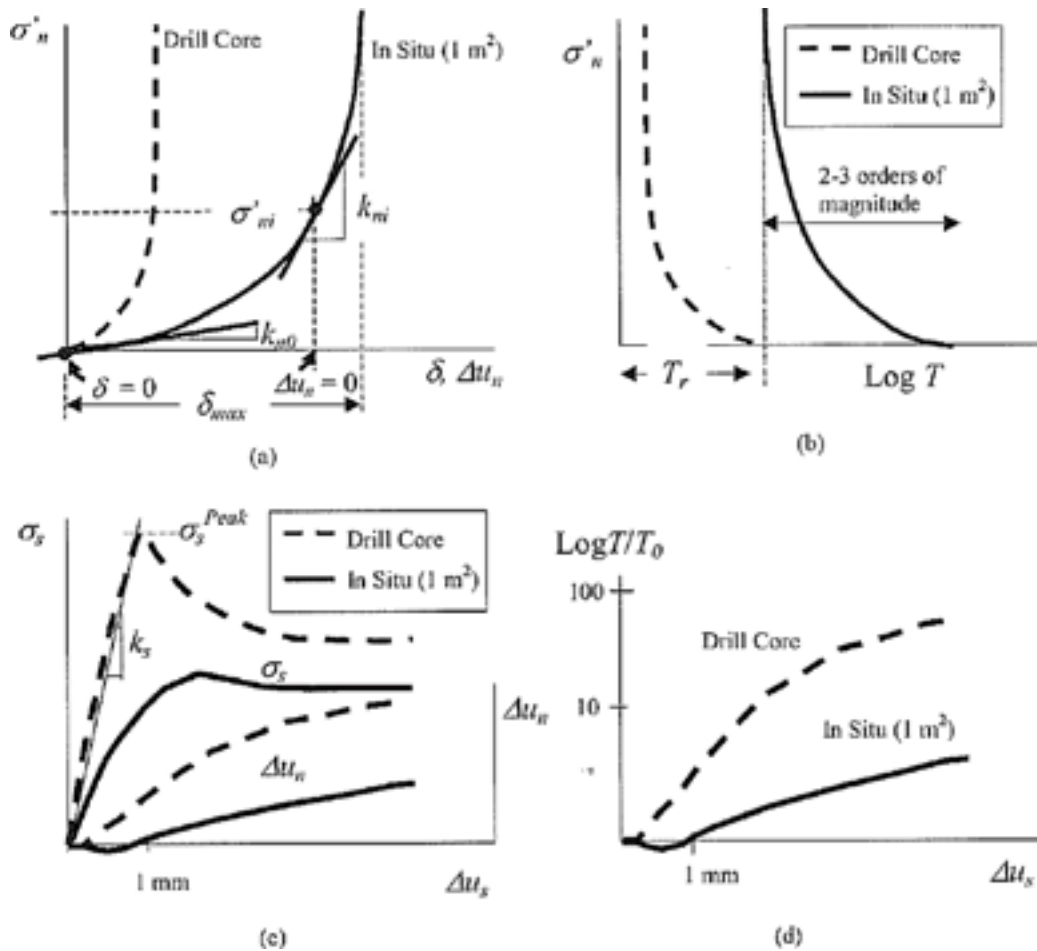 σ'n
Drill Core
In Situ (1 m²)
σ'ni
kni
kn0
δ = 0
Δun = 0
δ, Δun
δmax
(a)
σ'n
Drill Core
In Situ (1 m²)
2-3 orders of
magnitude
Tr
Log T
(b)
σs
σs Peak
Drill Core
In Situ (1 m²)
ks
σs
Δun
Δun
1 mm
Δus
(c)
LogT/T0
100
Drill Core
10
In Situ (1 m²)
1 mm
Δus
(d)